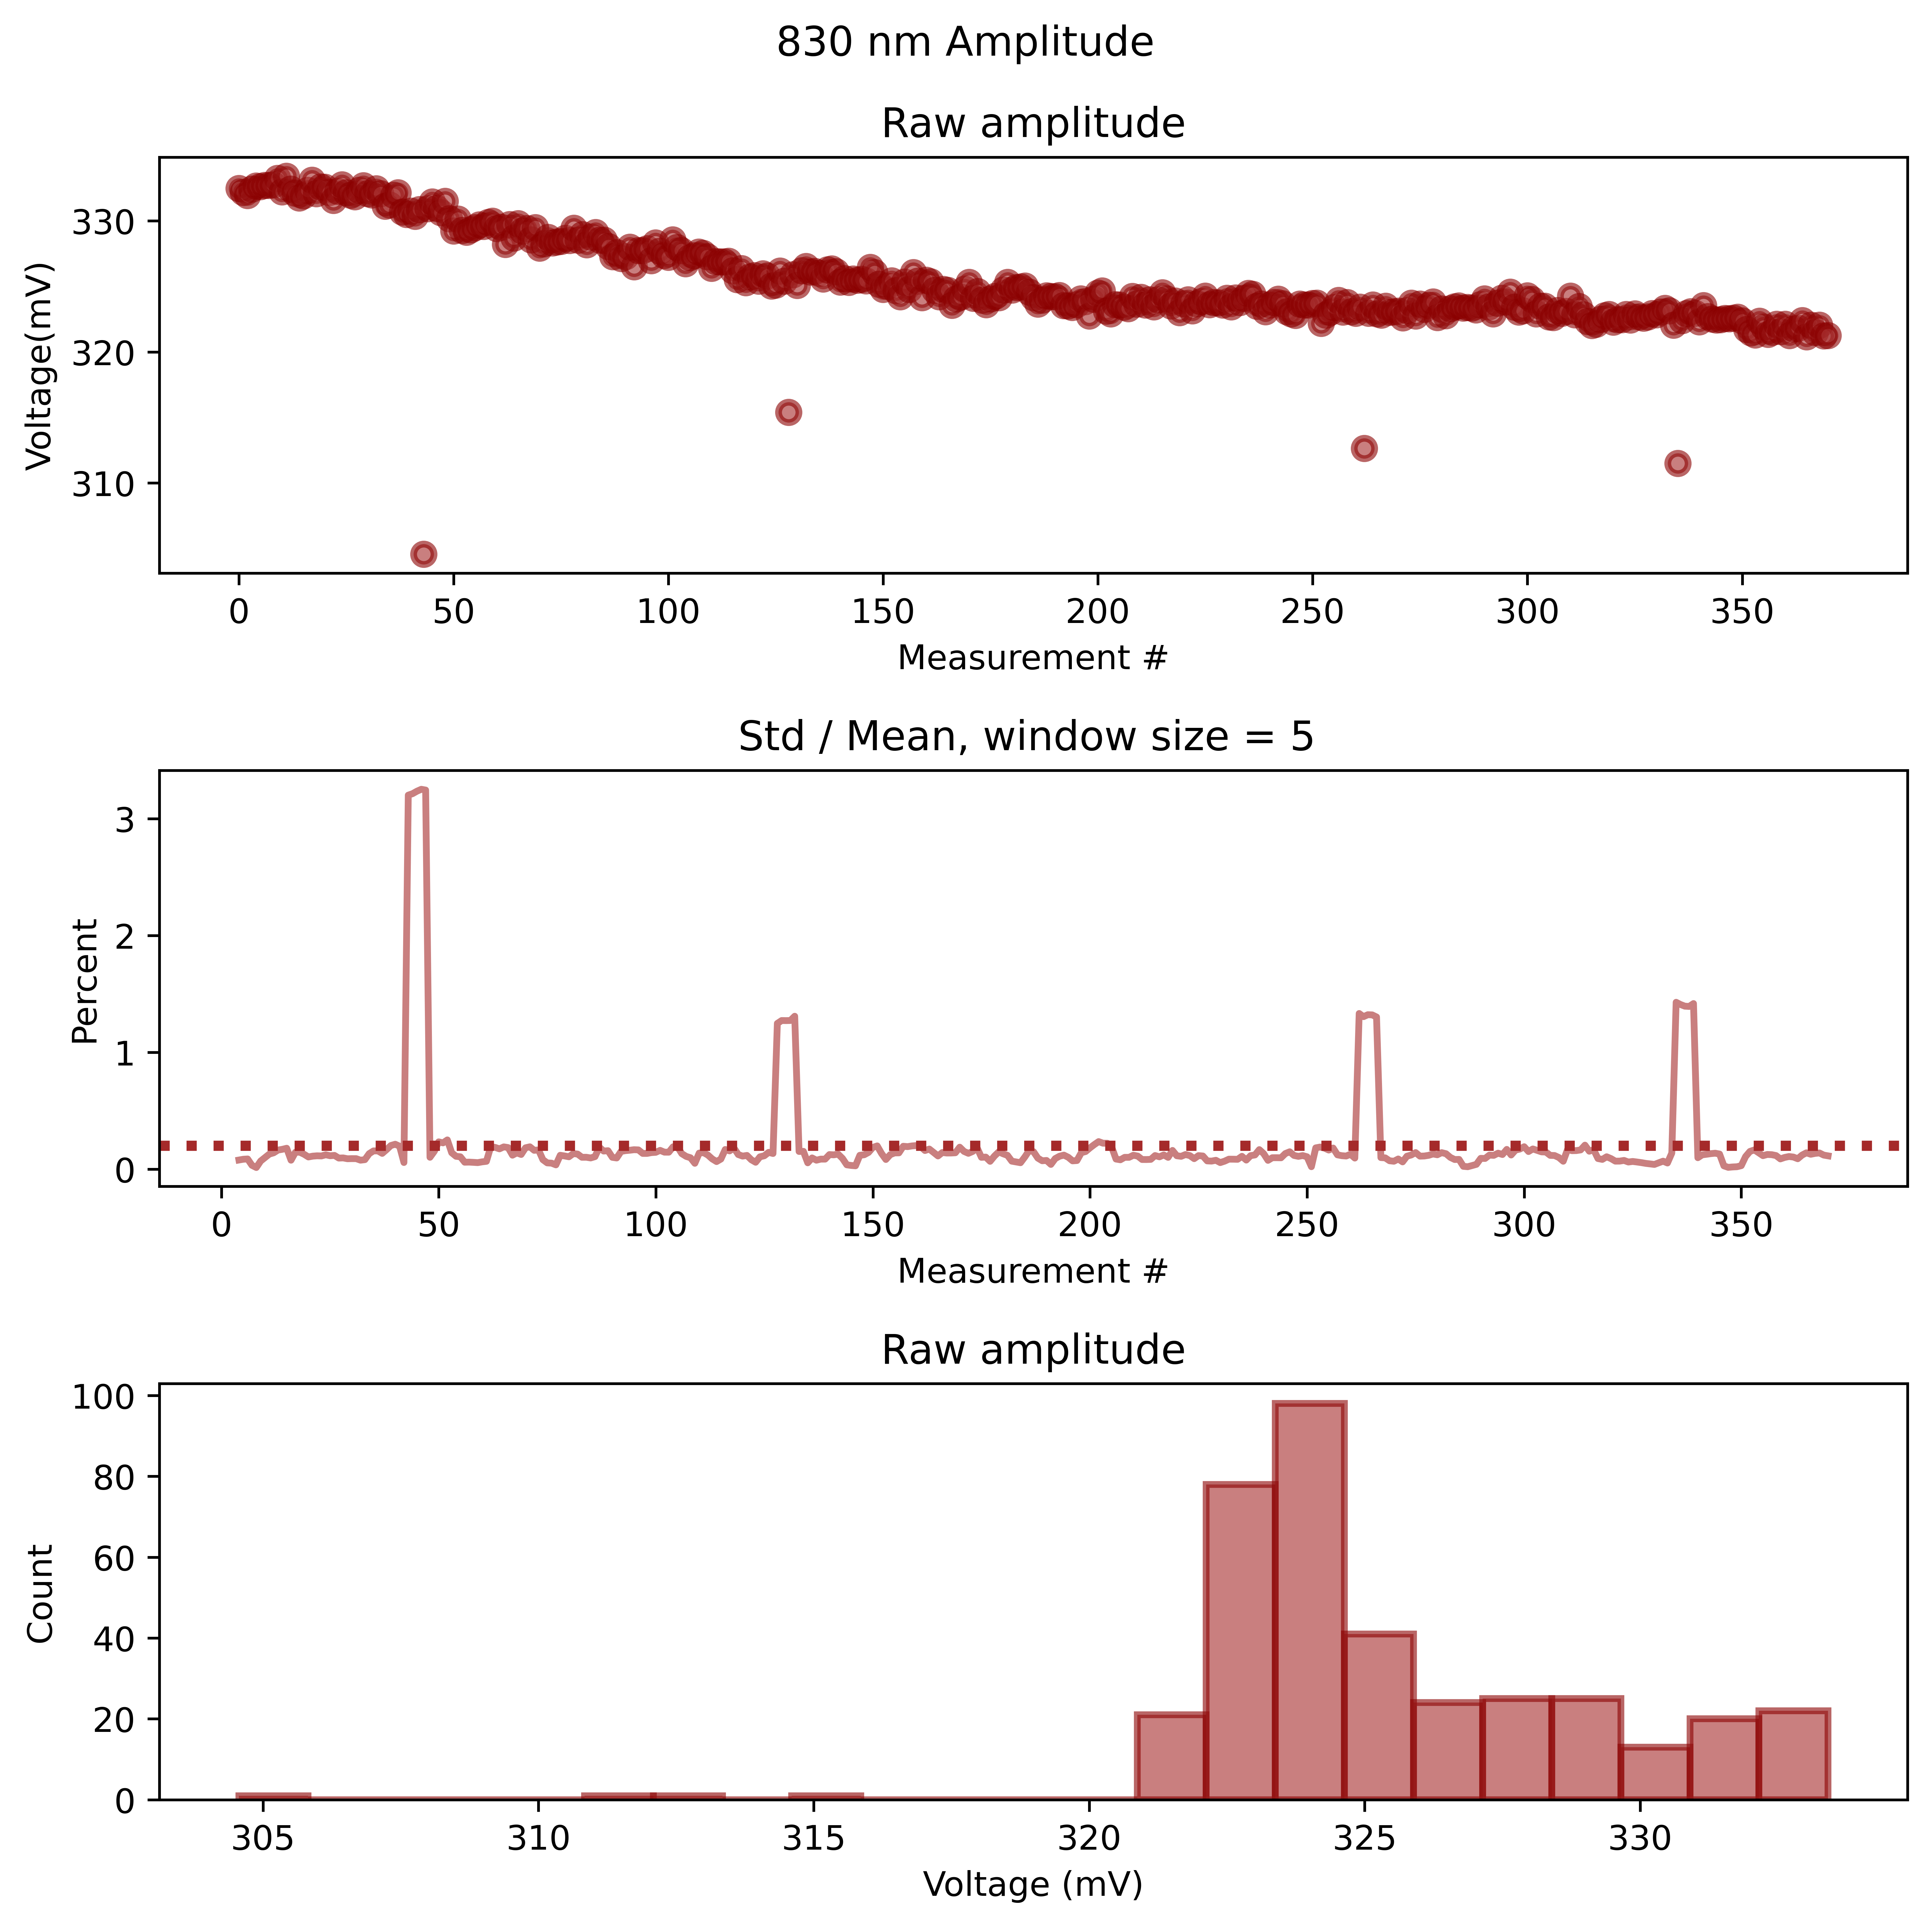 830 nm Amplitude
Raw amplitude
330
320
310
Voltage(mV)
0 50 100 150 200 250 300 350
Measurement #
Std / Mean, window size = 5
3
2
1
0
Percent
0 50 100 150 200 250 300 350
Measurement #
Raw amplitude
100
80
60
40
20
0
Count
305 310 315 320 325 330
Voltage (mV)